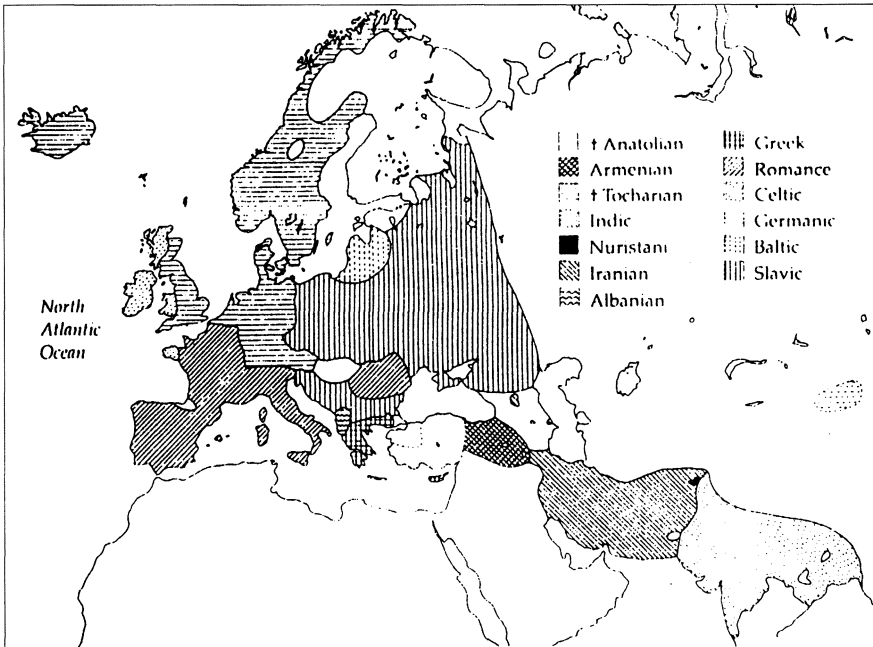 † Anatolian
Armenian
† Tocharian
Indic
Nuristani
Iranian
Albanian
Greek
Romance
Celtic
Germanic
Baltic
Slavic
North
Atlantic
Ocean